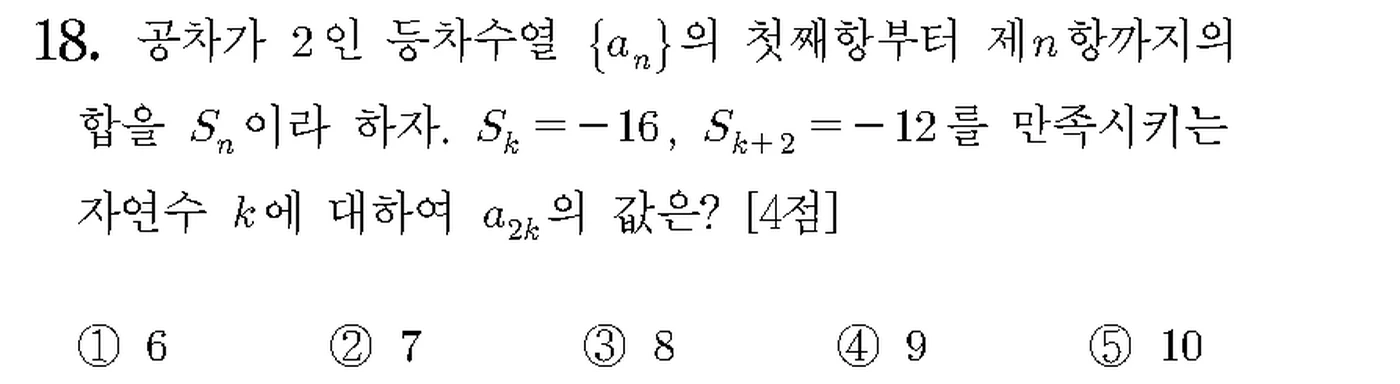 18. 공차가 2인 등차수열 {aₙ}의 첫째항부터 제n항까지의
합을 Sₙ이라 하자. Sₖ=−16, Sₖ₊₂=−12를 만족시키는
자연수 k에 대하여 a₂ₖ의 값은? [4점]
① 6 ② 7 ③ 8 ④ 9 ⑤ 10